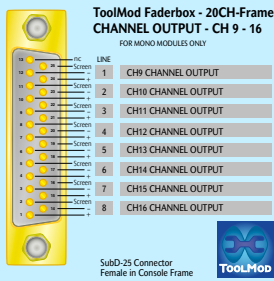 ToolMod Faderbox - 20CH-Frame
CHANNEL OUTPUT - CH 9 - 16
FOR MONO MODULES ONLY
nc LINE
Screen
-
+
1 CH9 CHANNEL OUTPUT
Screen
-
+
2 CH10 CHANNEL OUTPUT
Screen
-
+
3 CH11 CHANNEL OUTPUT
Screen
-
+
4 CH12 CHANNEL OUTPUT
Screen
-
+
5 CH13 CHANNEL OUTPUT
Screen
-
+
6 CH14 CHANNEL OUTPUT
Screen
-
+
7 CH15 CHANNEL OUTPUT
Screen
-
+
8 CH16 CHANNEL OUTPUT
SubD-25 Connector
Female in Console Frame
TOOLMOD